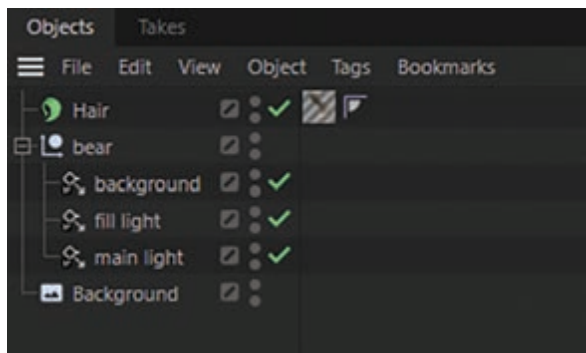 Objects Takes
File Edit View Object Tags Bookmarks
Hair
bear
background
fill light
main light
Background